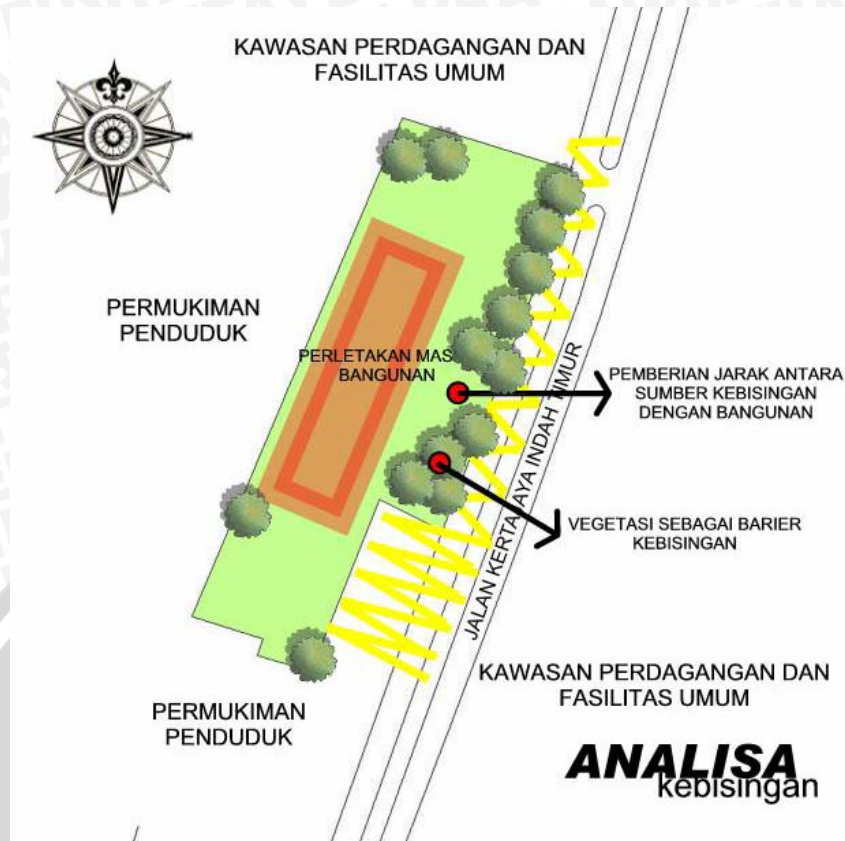 KAWASAN PERDAGANGAN DAN
FASILITAS UMUM
PERMUKIMAN
PENDUDUK
PERLETAKAN MAS
BANGUNAN
PEMBERIAN JARAK ANTARA
SUMBER KEBISINGAN
DENGAN BANGUNAN
VEGETASI SEBAGAI BARIER
KEBISINGAN
JALAN KERTAJAYA INDAH TIMUR
KAWASAN PERDAGANGAN DAN
FASILITAS UMUM
PERMUKIMAN
PENDUDUK
ANALISA
kebisingan